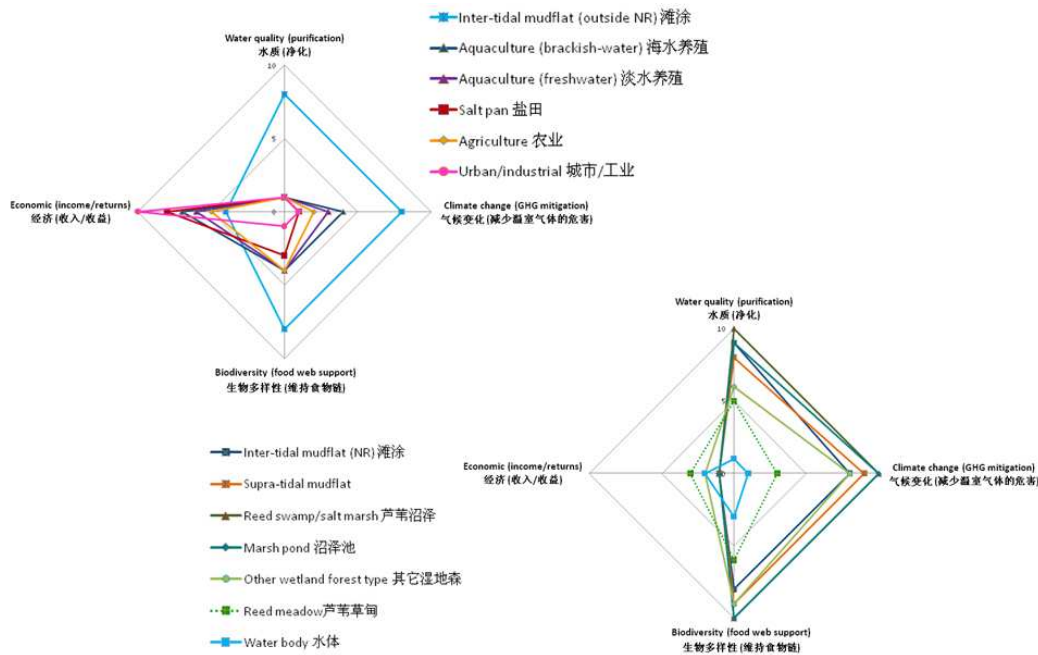 Water quality (purification)
水质 (净化)
10
5
0
Economic (income/returns)
经济 (收入/收益)
Climate change (GHG mitigation)
气候变化 (减少温室气体的危害)
Biodiversity (food web support)
生物多样性 (维持食物链)
Inter-tidal mudflat (outside NR) 滩涂
Aquaculture (brackish-water) 海水养殖
Aquaculture (freshwater) 淡水养殖
Salt pan 盐田
Agriculture 农业
Urban/industrial 城市/工业
Water quality (purification)
水质 (净化)
10
5
0
Economic (income/returns)
经济 (收入/收益)
Climate change (GHG mitigation)
气候变化 (减少温室气体的危害)
Biodiversity (food web support)
生物多样性 (维持食物链)
Inter-tidal mudflat (NR) 滩涂
Supra-tidal mudflat
Reed swamp/salt marsh 芦苇沼泽
Marsh pond 沼泽池
Other wetland forest type 其它湿地森
Reed meadow芦苇草甸
Water body 水体